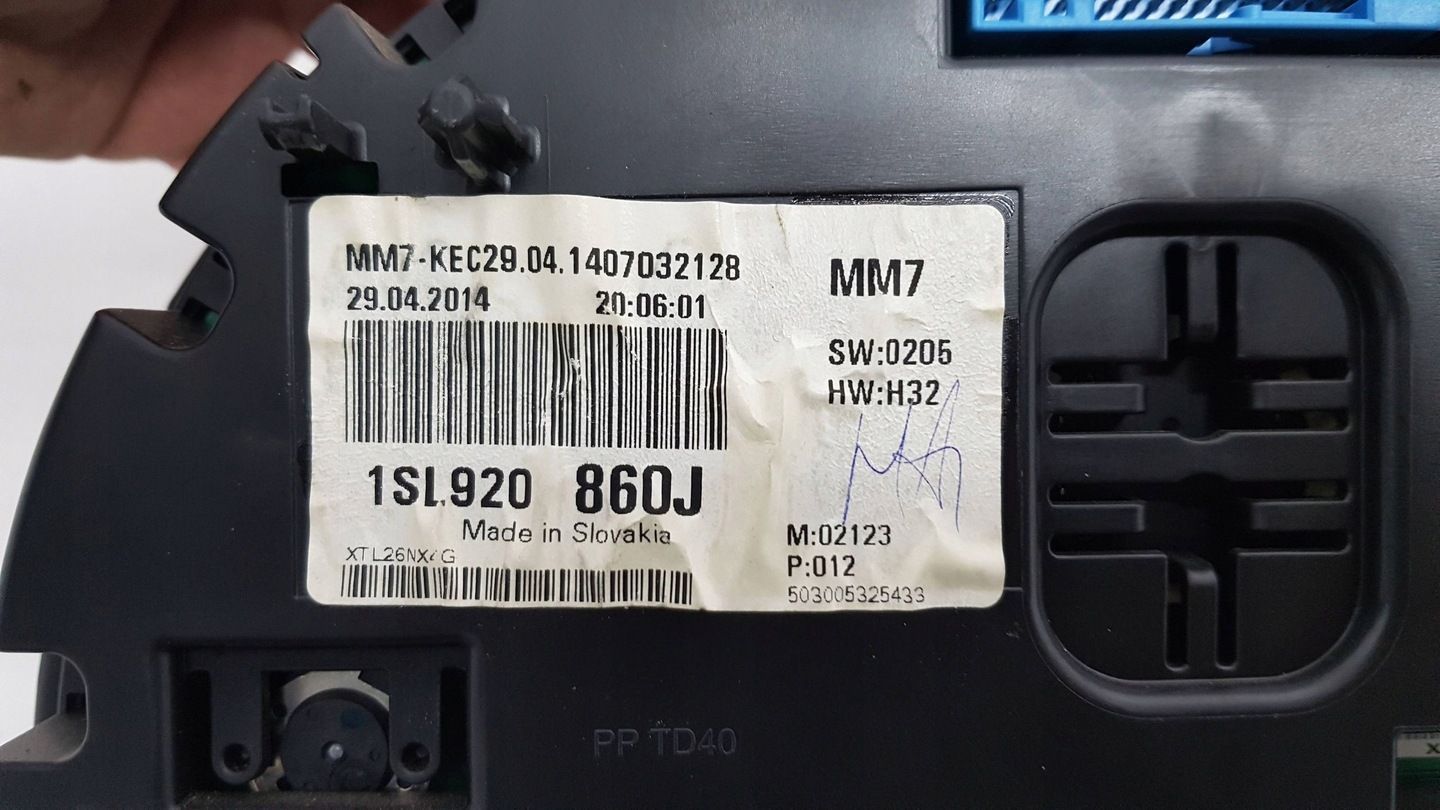 MM7-KEC29.04.1407032128
29.04.2014 20:06:01
MM7
SW:0205
HW:H32
1SL920 860J
Made in Slovakia
M:02123
P:012
503005325433
PP TD40